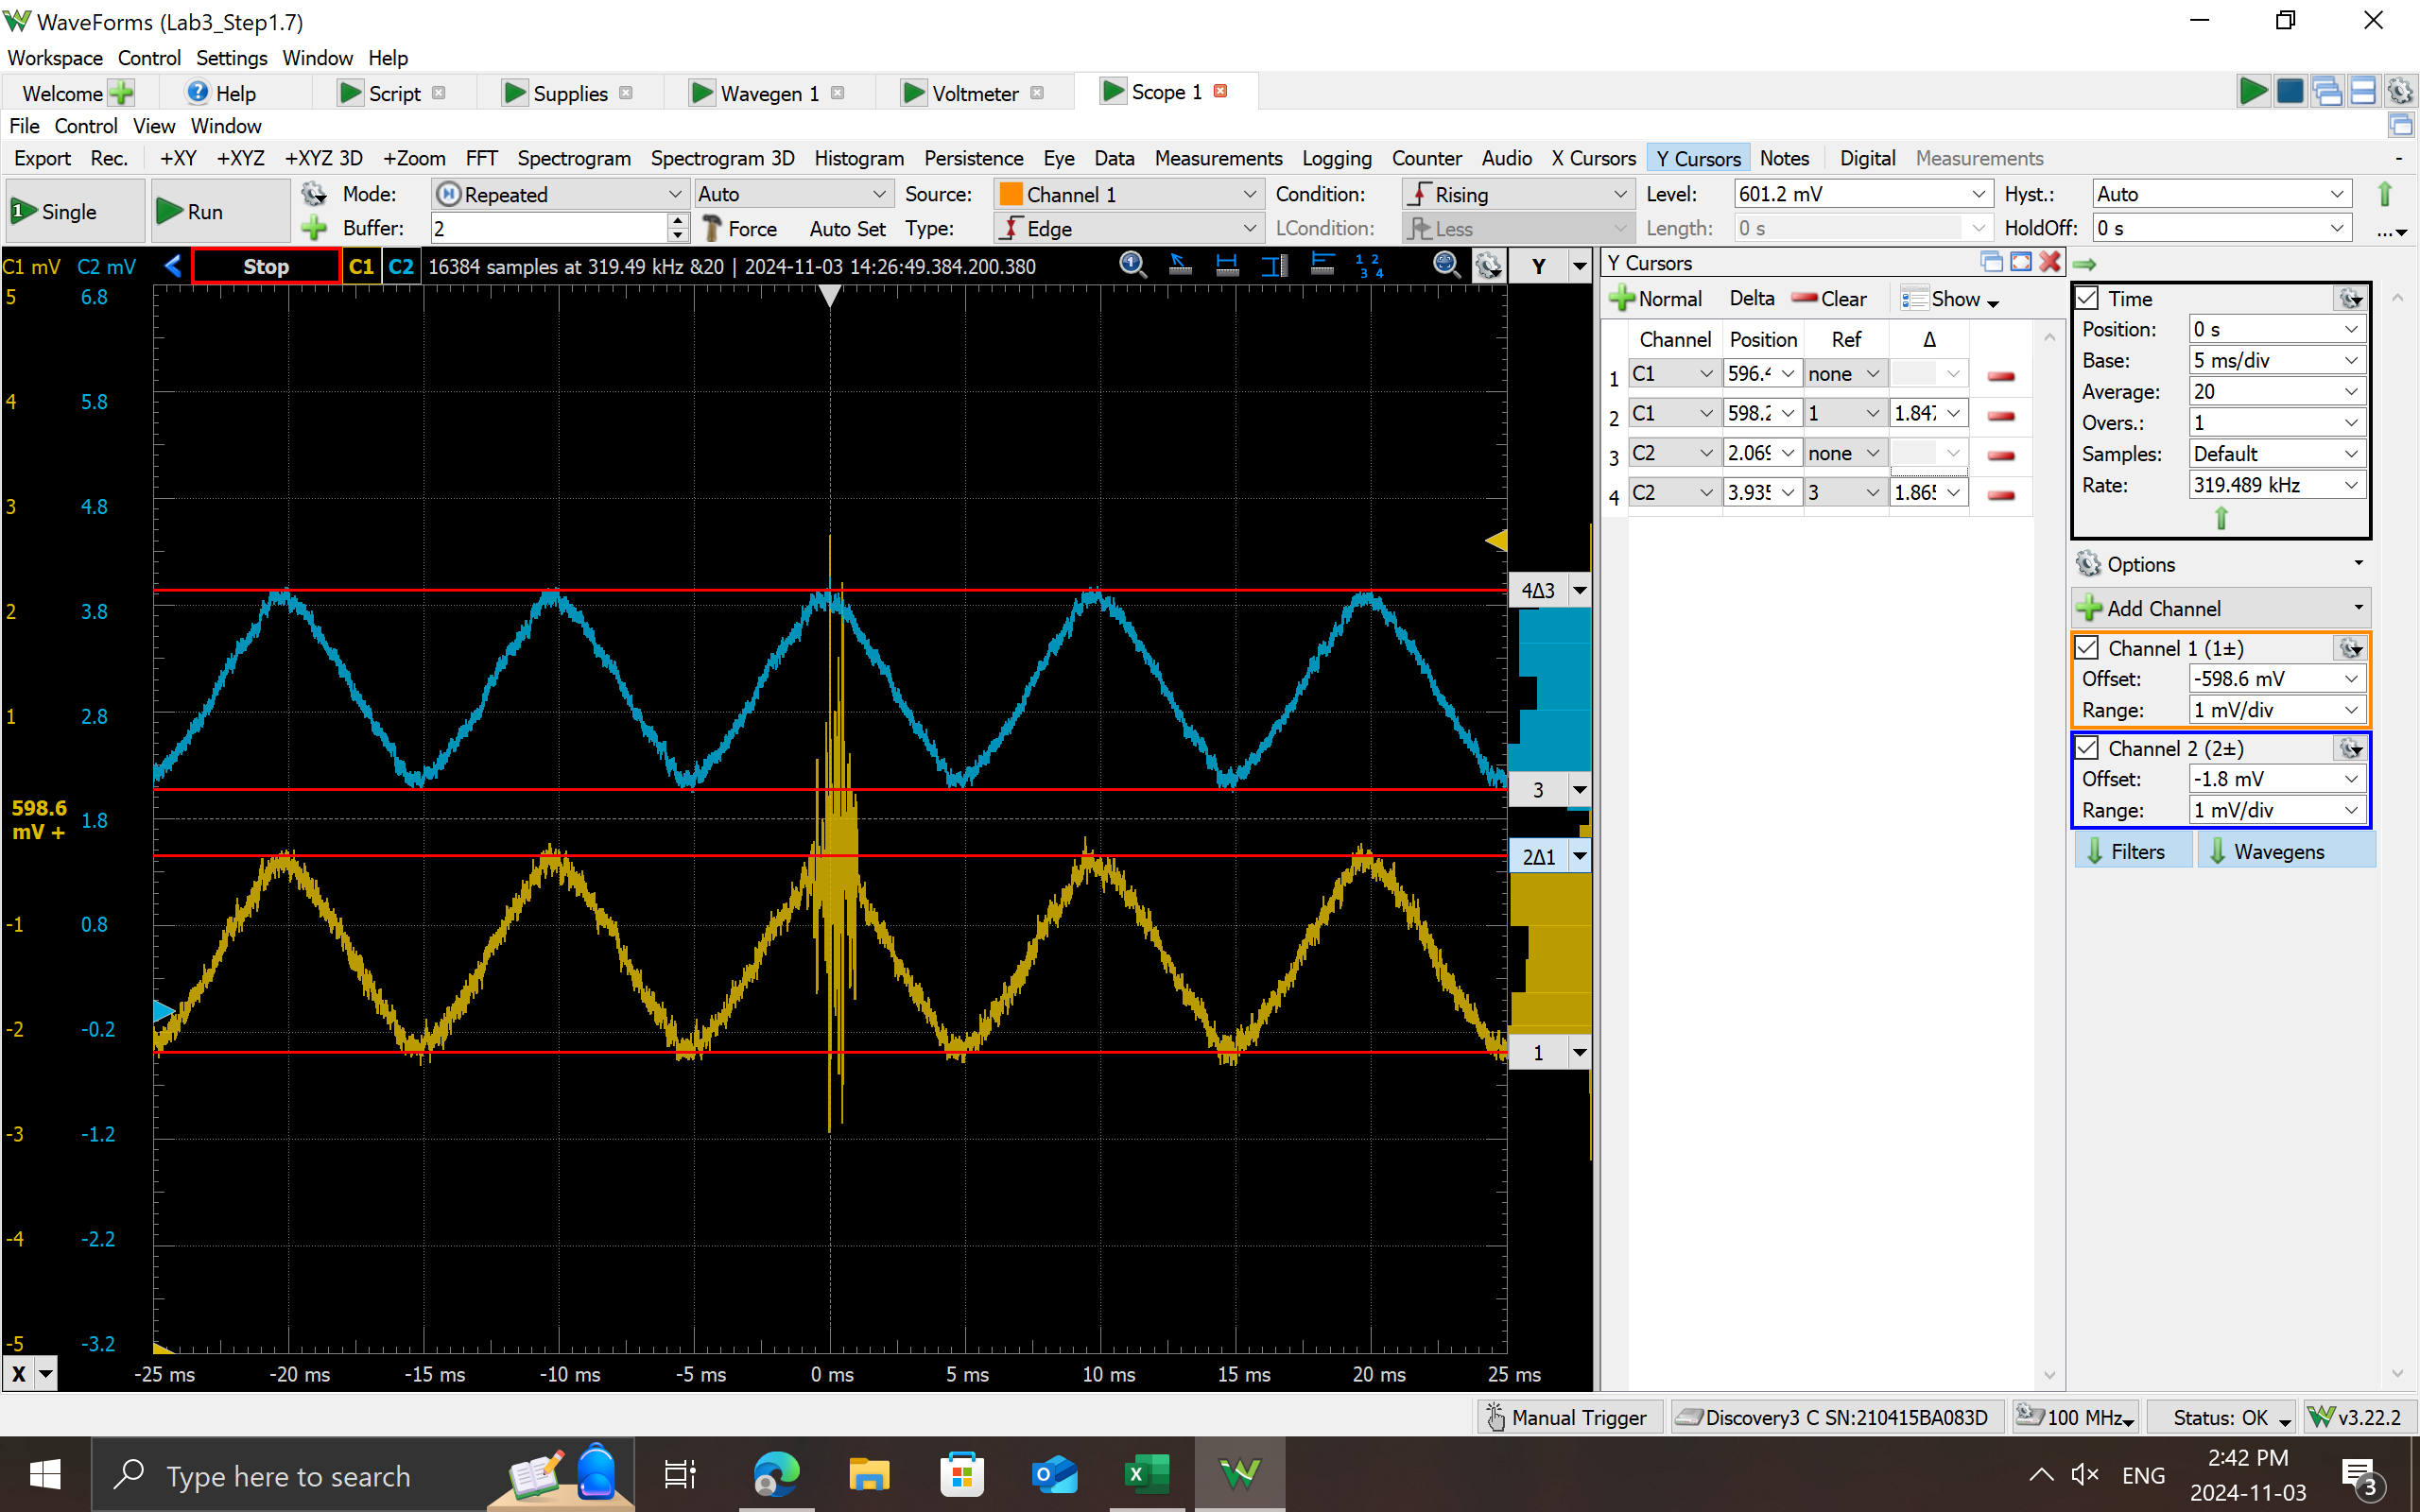 WaveForms (Lab3_Step1.7)
Workspace Control Settings Window Help
Welcome Help Script Supplies Wavegen 1 Voltmeter Scope 1
File Control View Window
Export Rec. +XY +XYZ +XYZ 3D +Zoom FFT Spectrogram Spectrogram 3D Histogram Persistence Eye Data Measurements Logging Counter Audio X Cursors Y Cursors Notes Digital Measurements -
1 Single Run Mode: Repeated Auto Source: Channel 1 Condition: Rising Level: 601.2 mV Hyst.: Auto
Buffer: 2 Force Auto Set Type: Edge LCondition: Less Length: 0 s HoldOff: 0 s ...
C1 mV C2 mV Stop C1 C2 16384 samples at 319.49 kHz &20 | 2024-11-03 14:26:49.384.200.380 1 2 3 4 Y
5 6.8
4 5.8
3 4.8
2 3.8
1 2.8
598.6 mV + 1.8
-1 0.8
-2 -0.2
-3 -1.2
-4 -2.2
-5 -3.2
4Δ3
3
2Δ1
1
X -25 ms -20 ms -15 ms -10 ms -5 ms 0 ms 5 ms 10 ms 15 ms 20 ms 25 ms
Y Cursors
Normal Delta Clear Show
Channel Position Ref Δ
1 C1 596.4 none
2 C1 598.2 1 1.847
3 C2 2.069 none
4 C2 3.935 3 1.865
Time
Position: 0 s
Base: 5 ms/div
Average: 20
Overs.: 1
Samples: Default
Rate: 319.489 kHz
Options
Add Channel
Channel 1 (1±)
Offset: -598.6 mV
Range: 1 mV/div
Channel 2 (2±)
Offset: -1.8 mV
Range: 1 mV/div
Filters Wavegens
Manual Trigger Discovery3 C SN:210415BA083D 100 MHz Status: OK v3.22.2
Type here to search ENG 2:42 PM
2024-11-03 3